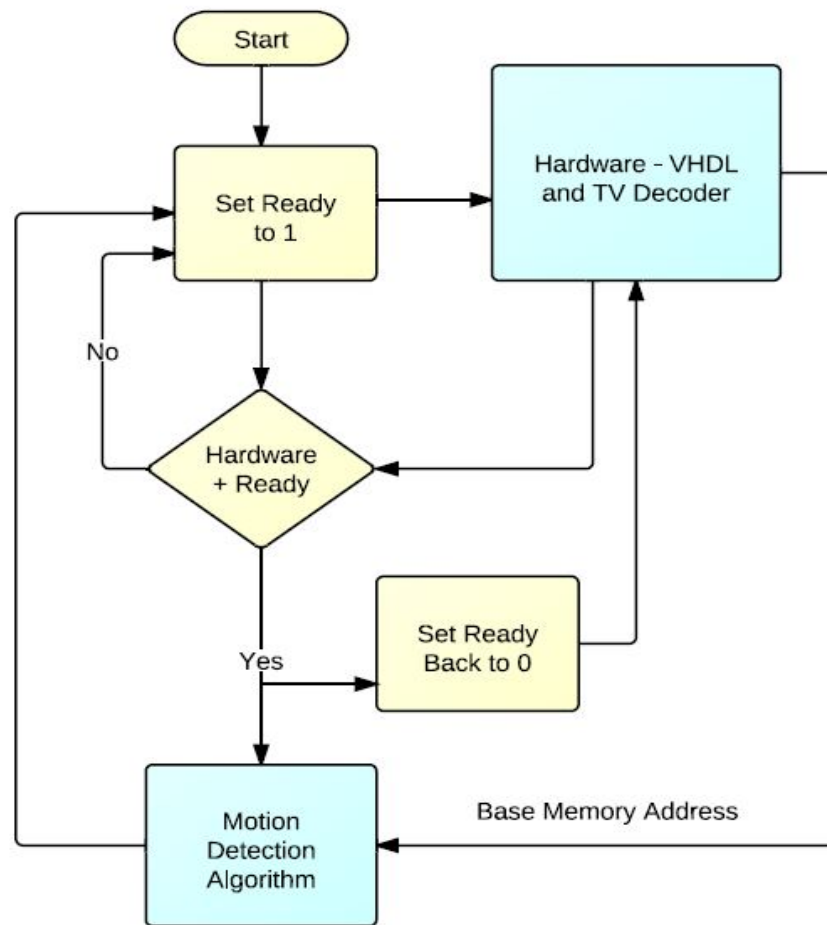 Start
Hardware - VHDL
and TV Decoder
Set Ready
to 1
No
Hardware
+ Ready
Set Ready
Back to 0
Yes
Base Memory Address
Motion
Detection
Algorithm